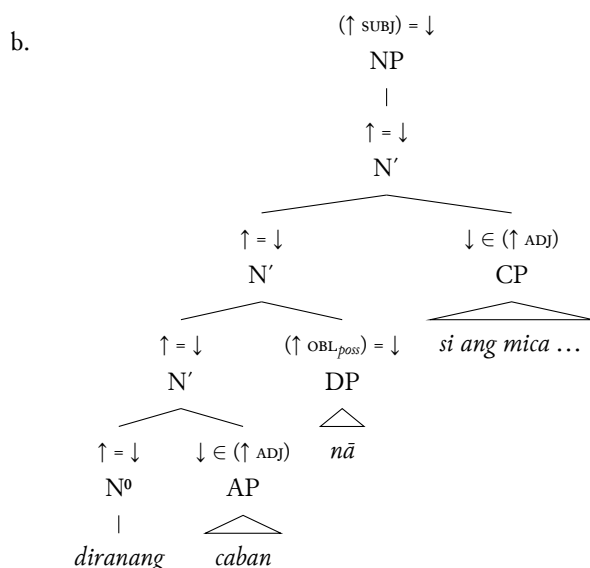 b.
(↑ SUBJ) = ↓
NP
↑ = ↓
N′
↑ = ↓ ↓ ∈ (↑ ADJ)
N′ CP
↑ = ↓ (↑ OBLposs) = ↓ si ang mica …
N′ DP
↑ = ↓ ↓ ∈ (↑ ADJ) nā
N⁰ AP
diranang caban